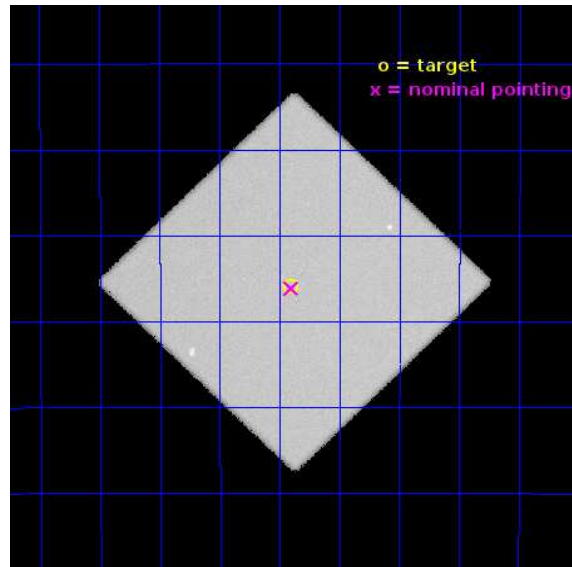 o = target
x = nominal pointing